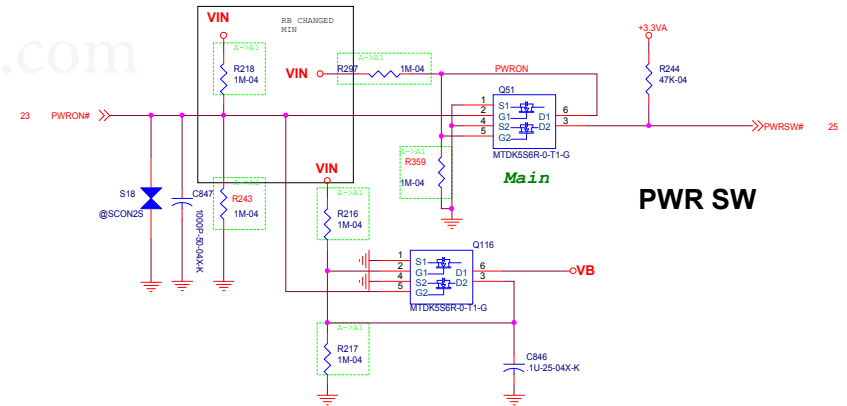 .com
VIN
RB CHANGED
MIN
A->A1
R218
1M-04
VIN
A->A1
R297
1M-04
PWRON
+3.3VA
R244
47K-04
23
PWRON#
Q51
1
2
4
5
S1
G1
S2
G2
D1
D2
6
3
PWRSW#
25
MTDK5S6R-0-T1-G
Main
PWR SW
A->A1
R359
1M-04
VIN
S18
@SCON2S
C847
1000P-50-04X-K
A->A1
R243
1M-04
A->A1
R216
1M-04
Q116
1
2
4
5
S1
G1
S2
G2
D1
D2
6
3
VB
MTDK5S6R-0-T1-G
A->A1
R217
1M-04
C846
.1U-25-04X-K